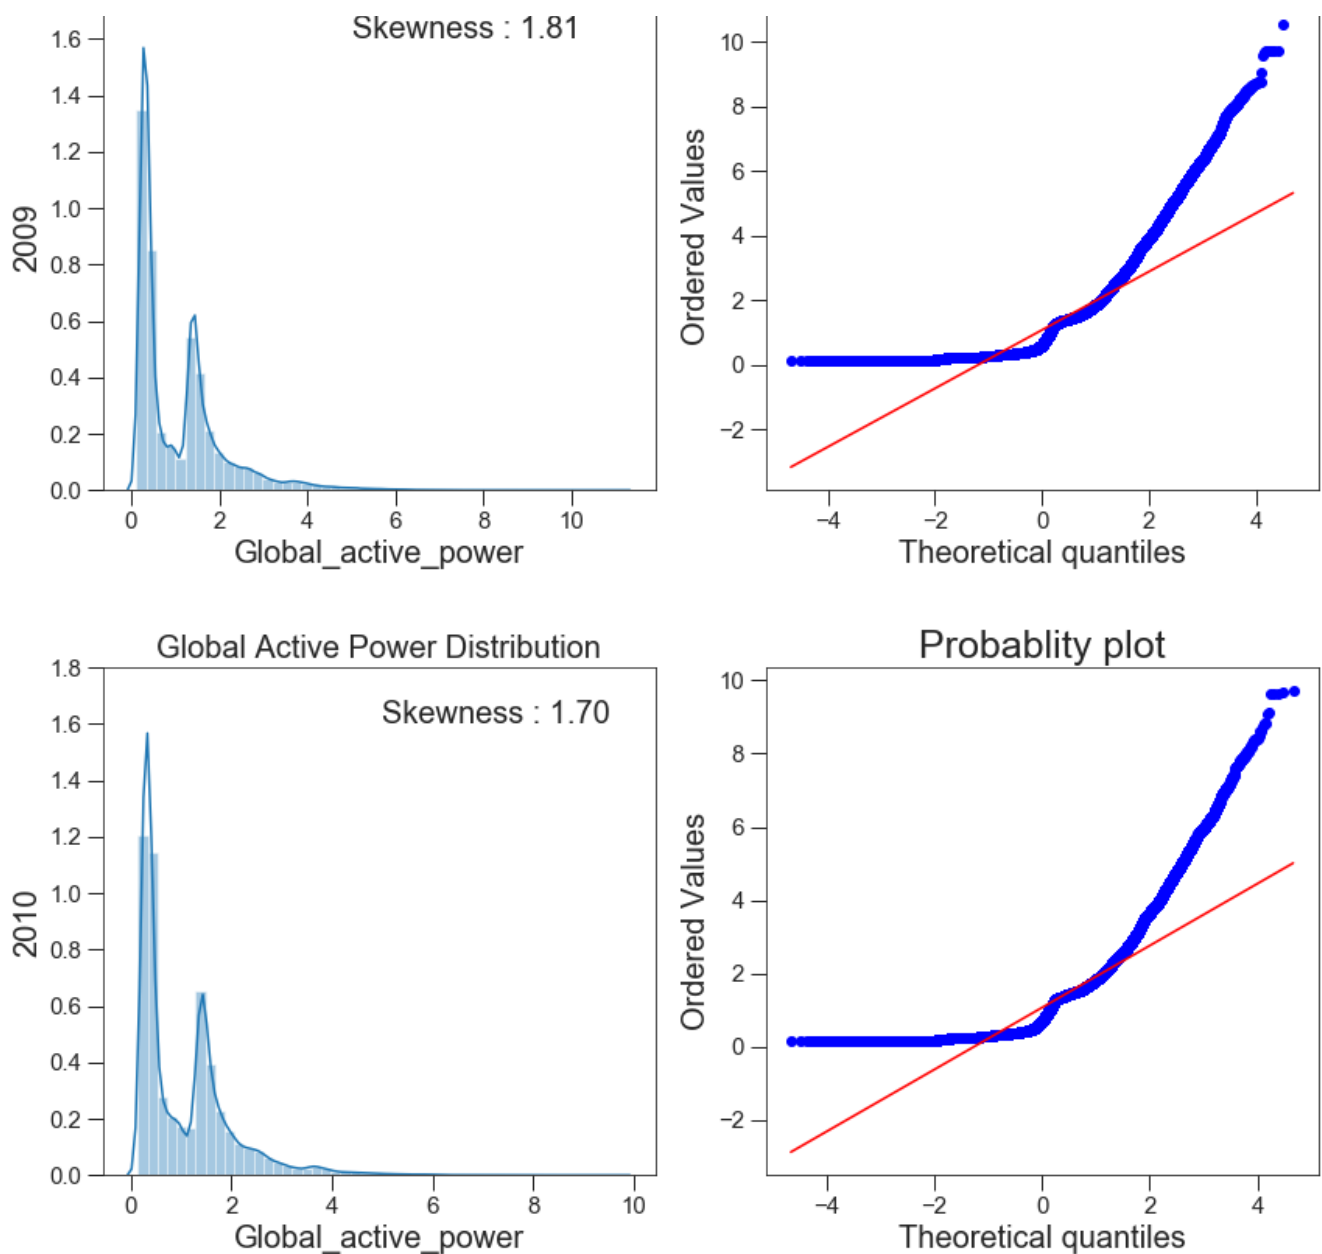 Skewness : 1.81
1.6
1.4
1.2
1.0
0.8
0.6
0.4
0.2
0.0
2009
0 2 4 6 8 10
Global_active_power
10
8
6
4
2
0
−2
Ordered Values
−4 −2 0 2 4
Theoretical quantiles
Global Active Power Distribution
Skewness : 1.70
1.8
1.6
1.4
1.2
1.0
0.8
0.6
0.4
0.2
0.0
2010
0 2 4 6 8 10
Global_active_power
Probablity plot
10
8
6
4
2
0
−2
Ordered Values
−4 −2 0 2 4
Theoretical quantiles